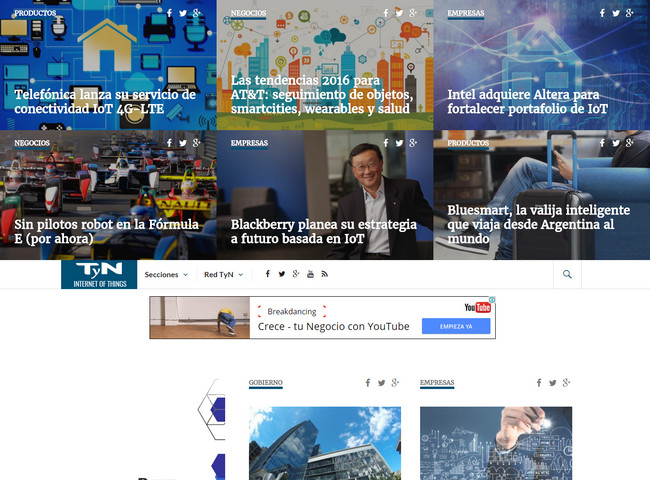 PRODUCTOS
Telefónica lanza su servicio de
conectividad IoT 4G-LTE
NEGOCIOS
Las tendencias 2016 para
AT&T: seguimiento de objetos,
smartcities, wearables y salud
EMPRESAS
Intel adquiere Altera para
fortalecer portafolio de IoT
NEGOCIOS
Sin pilotos robot en la Fórmula
E (por ahora)
EMPRESAS
Blackberry planea su estrategia
a futuro basada en IoT
PRODUCTOS
Bluesmart, la valija inteligente
que viaja desde Argentina al
mundo
TyN
INTERNET OF THINGS
Secciones
Red TyN
Breakdancing
Crece - tu Negocio con YouTube
YouTube
EMPIEZA YA
GOBIERNO
EMPRESAS